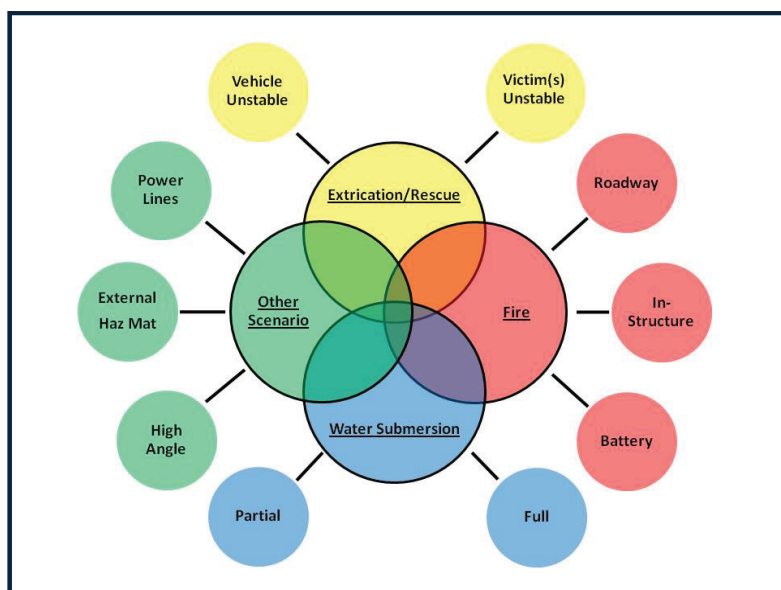 Vehicle
Unstable
Victim(s)
Unstable
Power
Lines
Extrication/Rescue
Roadway
External
Haz Mat
Other
Scenario
Fire
In-
Structure
High
Angle
Water Submersion
Battery
Partial
Full